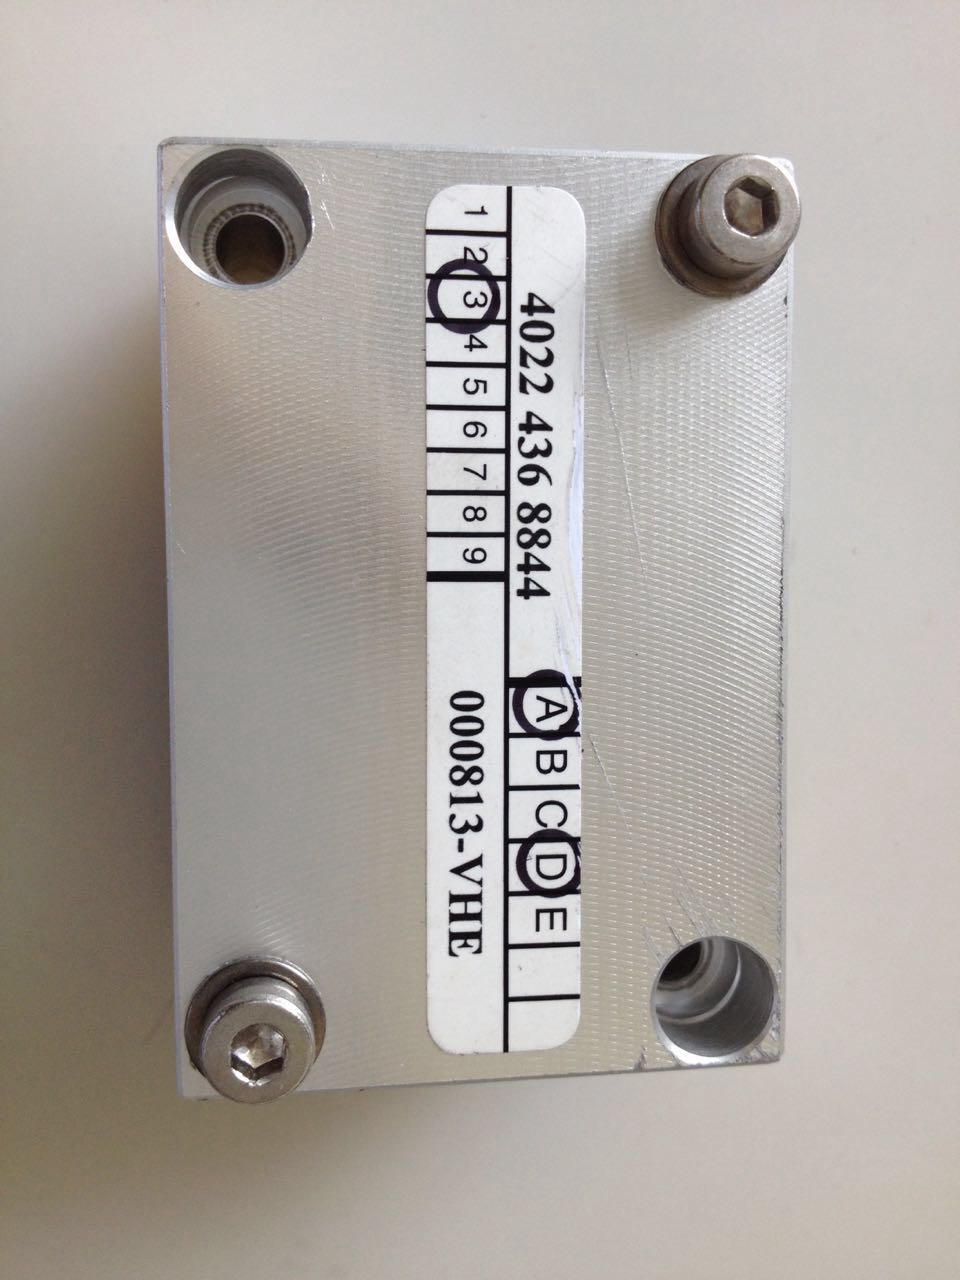 4022 436 8844 A B C D E
1 2 3 4 5 6 7 8 9 000813-VHE